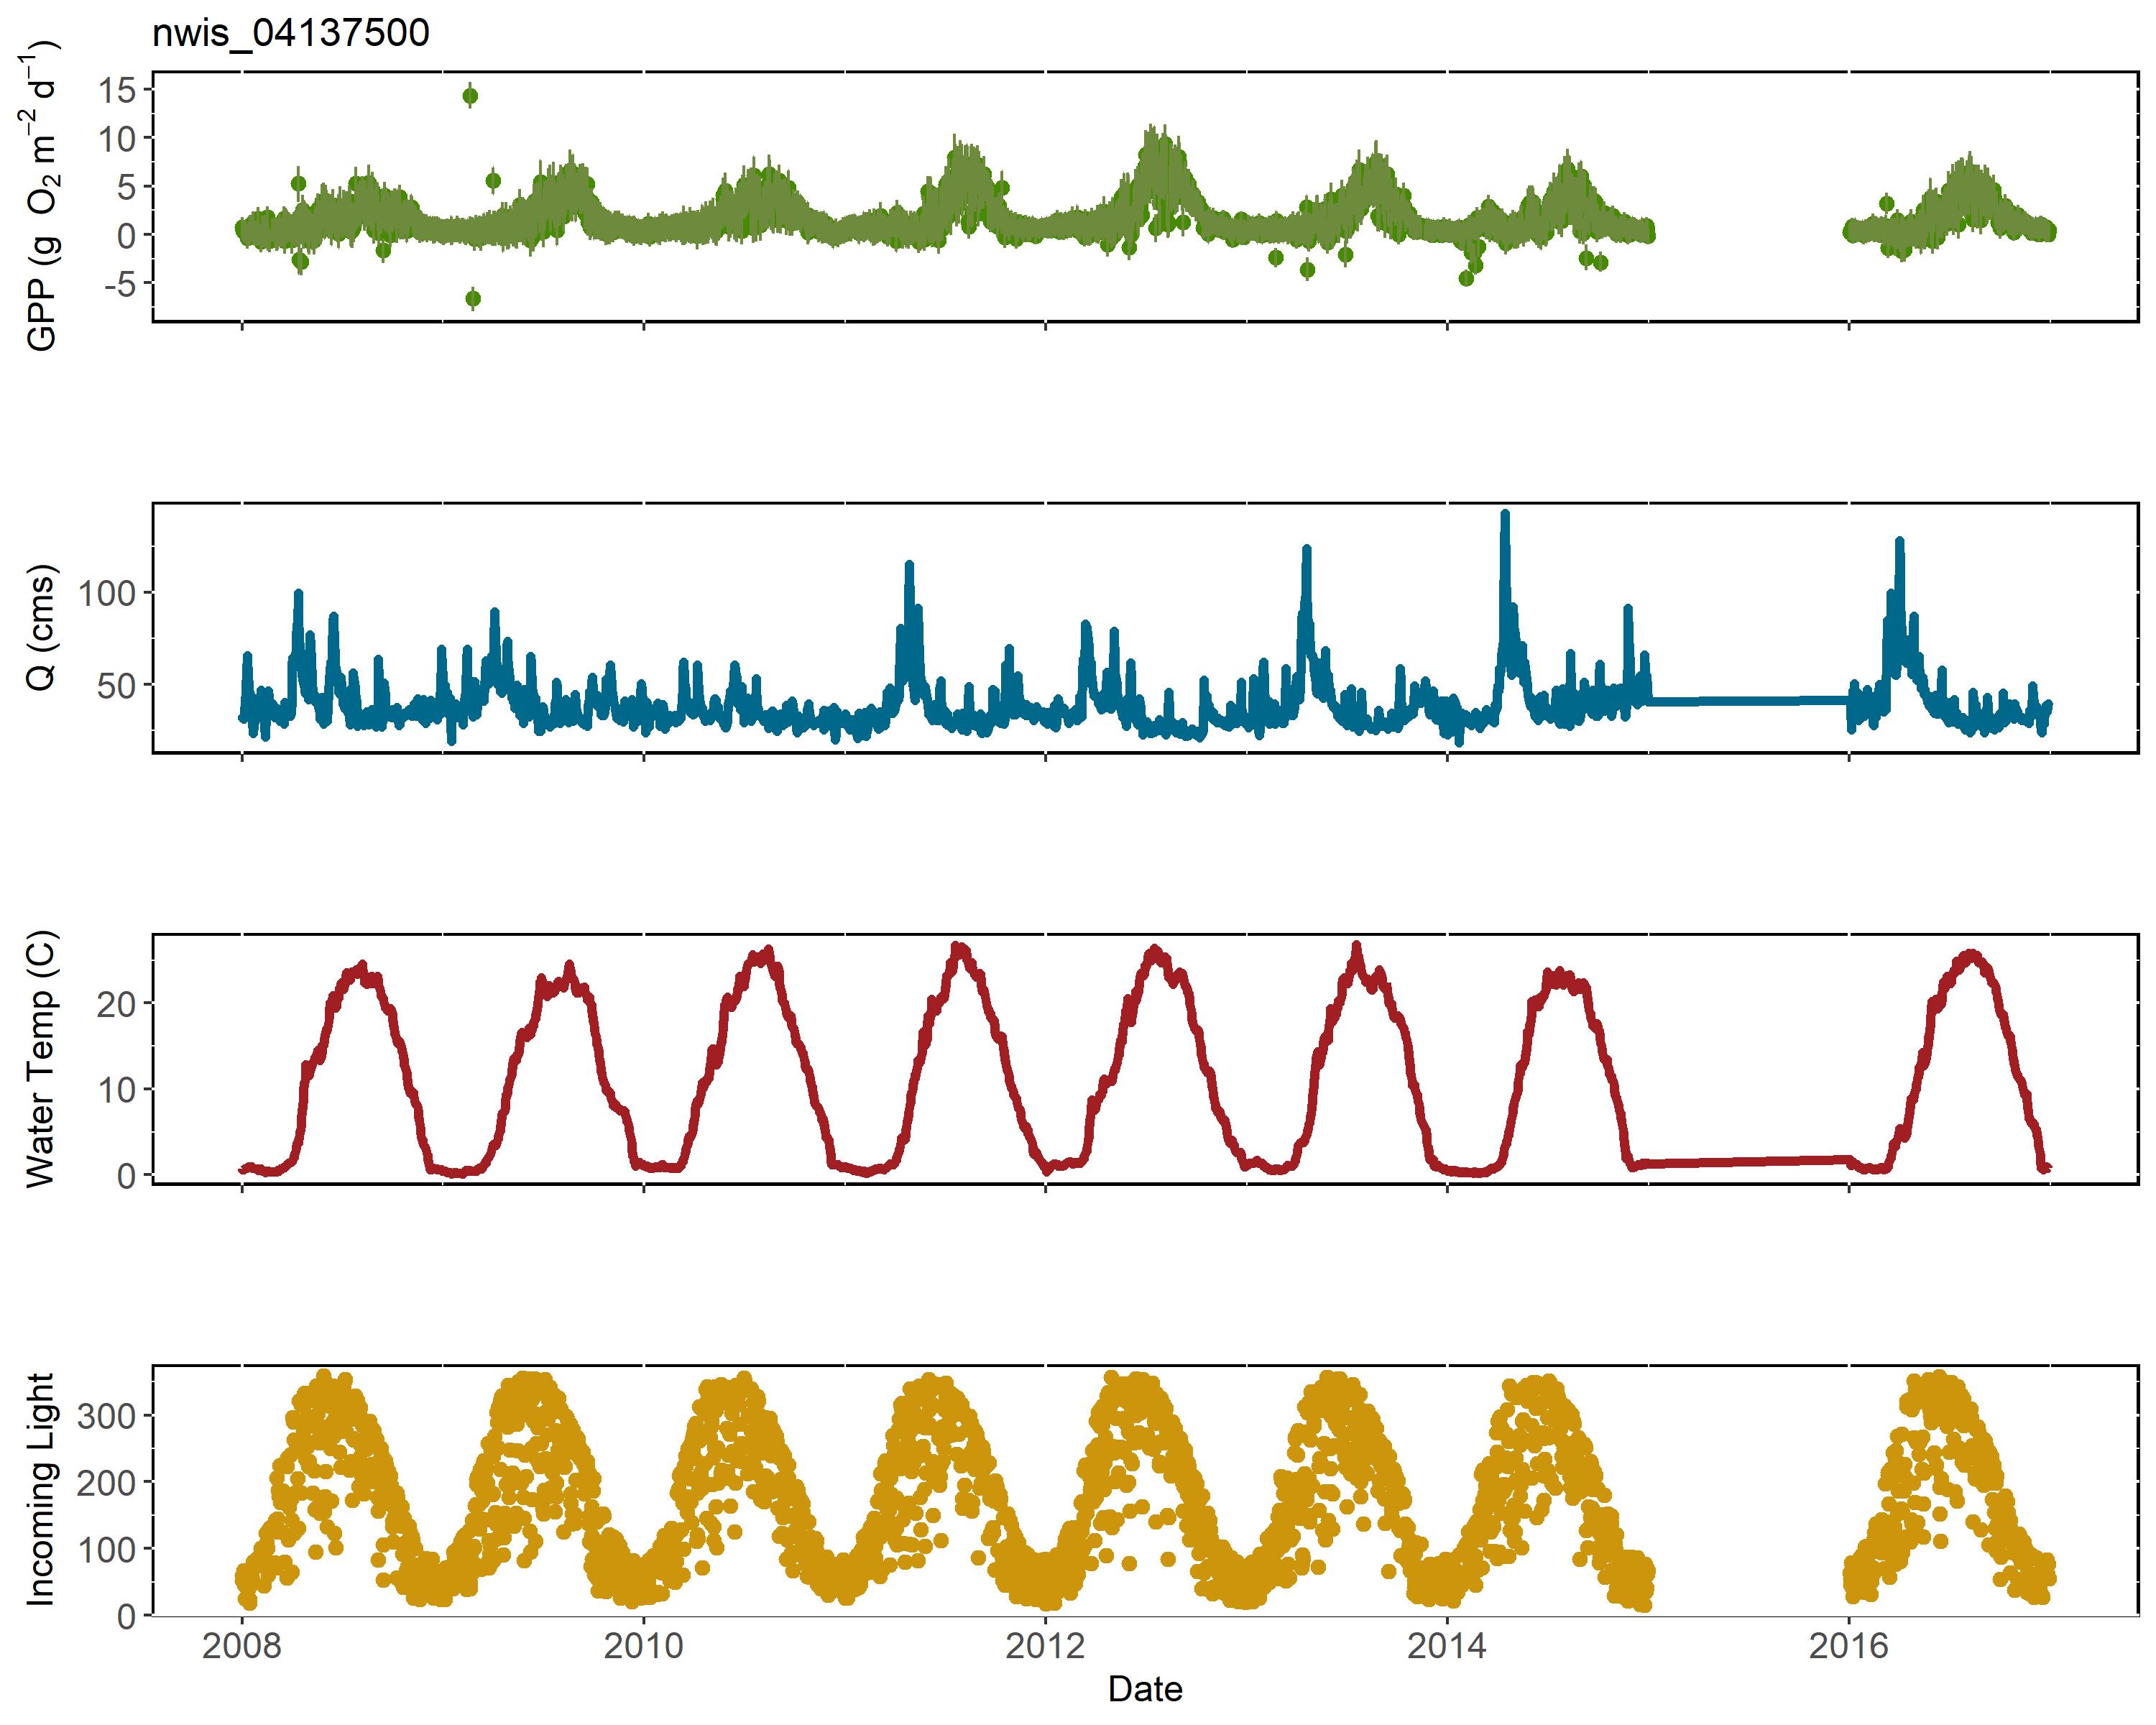 nwis_04137500
GPP (g O₂ m⁻² d⁻¹)
15
10
5
0
-5
Q (cms)
100
50
Water Temp (C)
20
10
0
Incoming Light
300
200
100
0
2008 2010 2012 2014 2016
Date